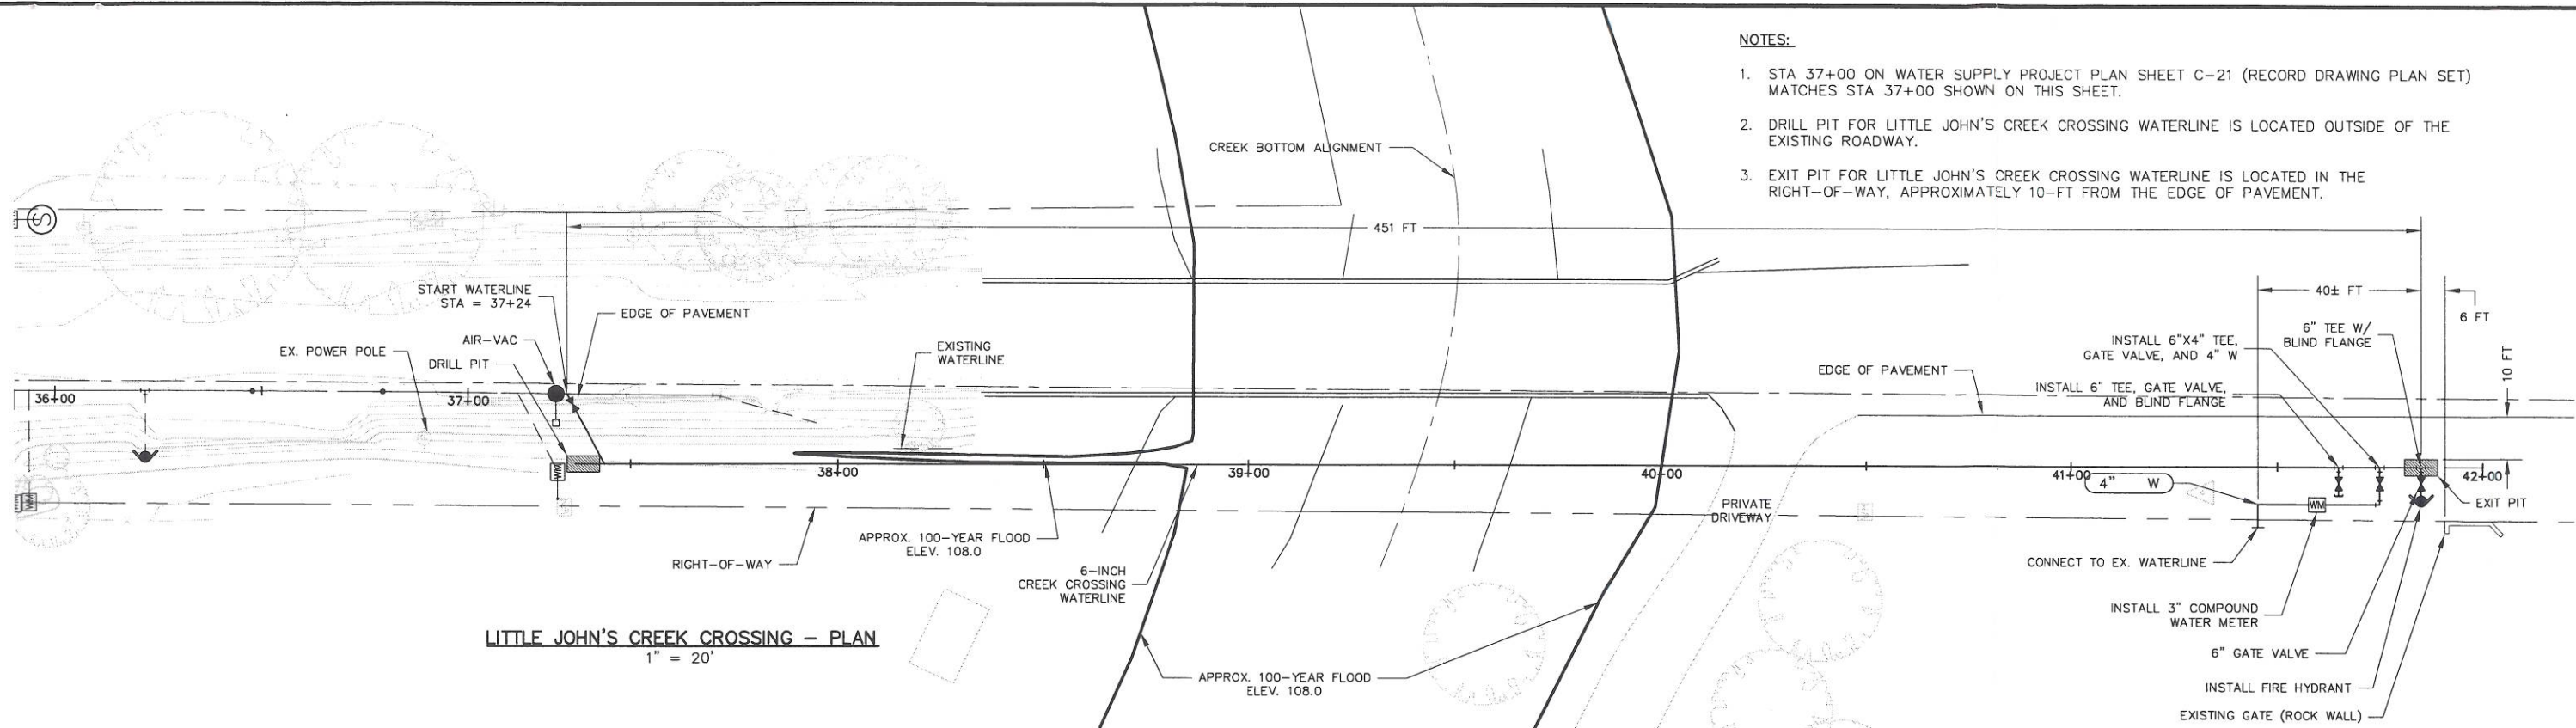 NOTES:
1. STA 37+00 ON WATER SUPPLY PROJECT PLAN SHEET C-21 (RECORD DRAWING PLAN SET)
MATCHES STA 37+00 SHOWN ON THIS SHEET.
2. DRILL PIT FOR LITTLE JOHN'S CREEK CROSSING WATERLINE IS LOCATED OUTSIDE OF THE
EXISTING ROADWAY.
3. EXIT PIT FOR LITTLE JOHN'S CREEK CROSSING WATERLINE IS LOCATED IN THE
RIGHT-OF-WAY, APPROXIMATELY 10-FT FROM THE EDGE OF PAVEMENT.
CREEK BOTTOM ALIGNMENT
S
451 FT
START WATERLINE
STA = 37+24
EDGE OF PAVEMENT
AIR-VAC
EX. POWER POLE
DRILL PIT
EXISTING
WATERLINE
40± FT
6 FT
6" TEE W/
BLIND FLANGE
INSTALL 6"X4" TEE,
GATE VALVE, AND 4" W
10 FT
EDGE OF PAVEMENT
INSTALL 6" TEE, GATE VALVE,
AND BLIND FLANGE
36+00
37+00
38+00
39+00
40+00
41+00
42+00
WM
WM
WM
4" W
EXIT PIT
PRIVATE
DRIVEWAY
APPROX. 100-YEAR FLOOD
ELEV. 108.0
RIGHT-OF-WAY
6-INCH
CREEK CROSSING
WATERLINE
CONNECT TO EX. WATERLINE
INSTALL 3" COMPOUND
WATER METER
6" GATE VALVE
INSTALL FIRE HYDRANT
EXISTING GATE (ROCK WALL)
LITTLE JOHN'S CREEK CROSSING - PLAN
1" = 20'
APPROX. 100-YEAR FLOOD
ELEV. 108.0